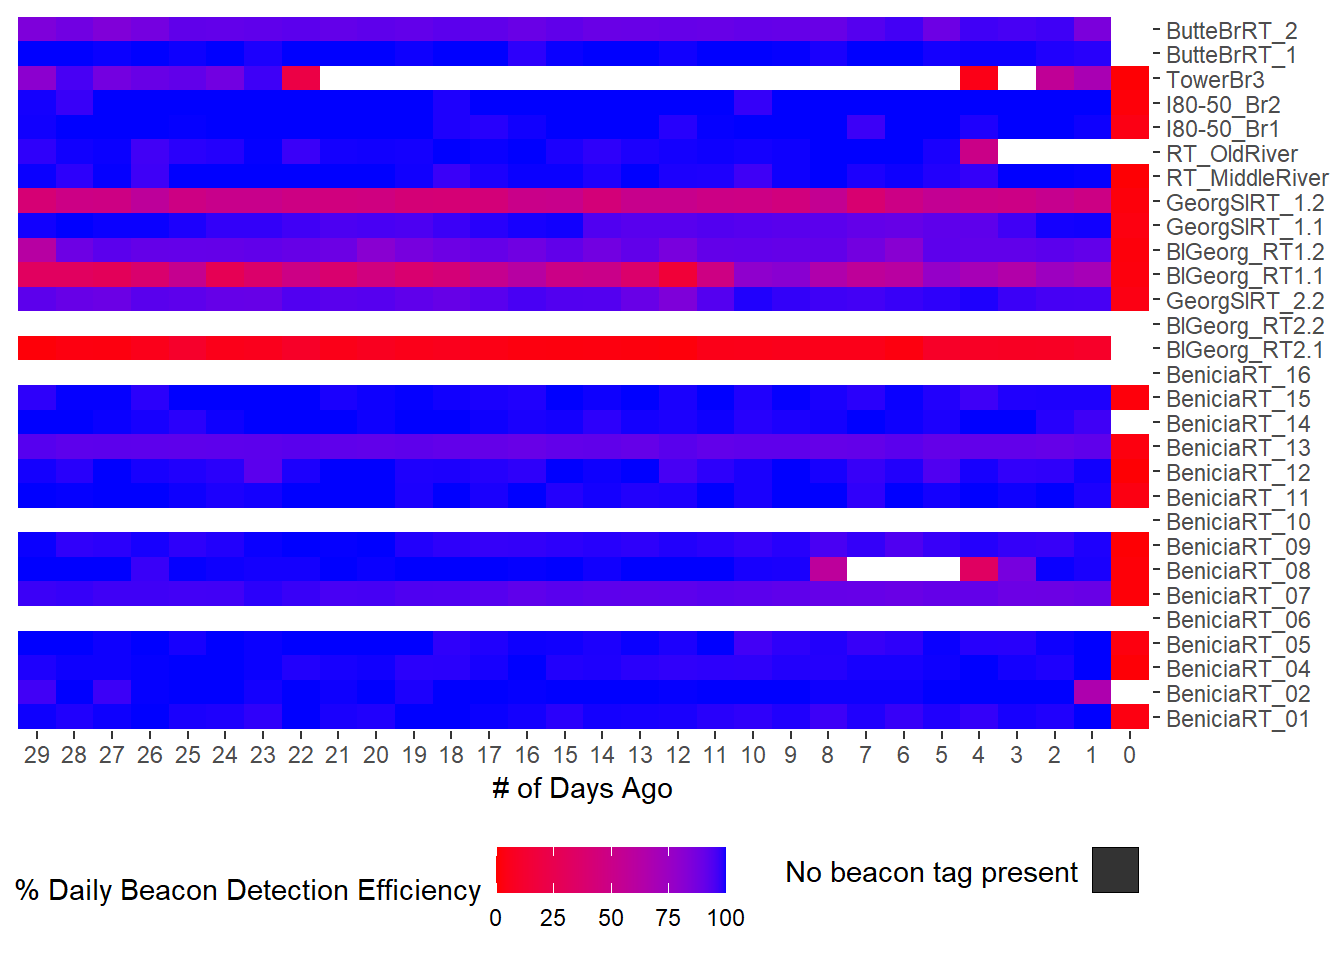 ButteBrRT_2
ButteBrRT_1
TowerBr3
I80-50_Br2
I80-50_Br1
RT_OldRiver
RT_MiddleRiver
GeorgSlRT_1.2
GeorgSlRT_1.1
BlGeorg_RT1.2
BlGeorg_RT1.1
GeorgSlRT_2.2
BlGeorg_RT2.2
BlGeorg_RT2.1
BeniciaRT_16
BeniciaRT_15
BeniciaRT_14
BeniciaRT_13
BeniciaRT_12
BeniciaRT_11
BeniciaRT_10
BeniciaRT_09
BeniciaRT_08
BeniciaRT_07
BeniciaRT_06
BeniciaRT_05
BeniciaRT_04
BeniciaRT_02
BeniciaRT_01
29 28 27 26 25 24 23 22 21 20 19 18 17 16 15 14 13 12 11 10 9 8 7 6 5 4 3 2 1 0
# of Days Ago
% Daily Beacon Detection Efficiency
0 25 50 75 100
No beacon tag present